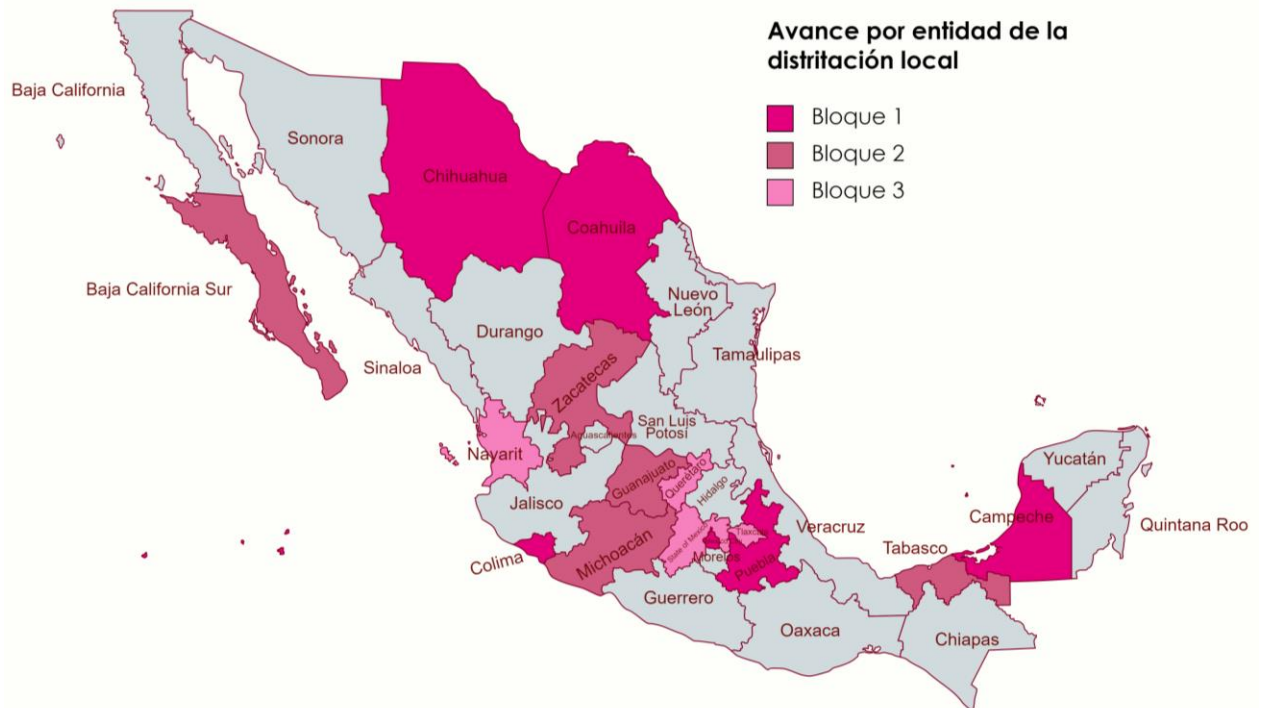 Avance por entidad de la
distritación local
Bloque 1
Bloque 2
Bloque 3
Baja California
Sonora
Chihuahua
Coahuila
Baja California Sur
Nuevo
León
Durango
Sinaloa
Tamaulipas
Zacatecas
San Luis
Potosí
Aguascalientes
Nayarit
Yucatán
Guanajuato
Querétaro
Hidalgo
Jalisco
Campeche
Quintana Roo
Veracruz
Tlaxcala
State of Mexico
Colima
Michoacán
Morelos
Puebla
Tabasco
Guerrero
Oaxaca
Chiapas